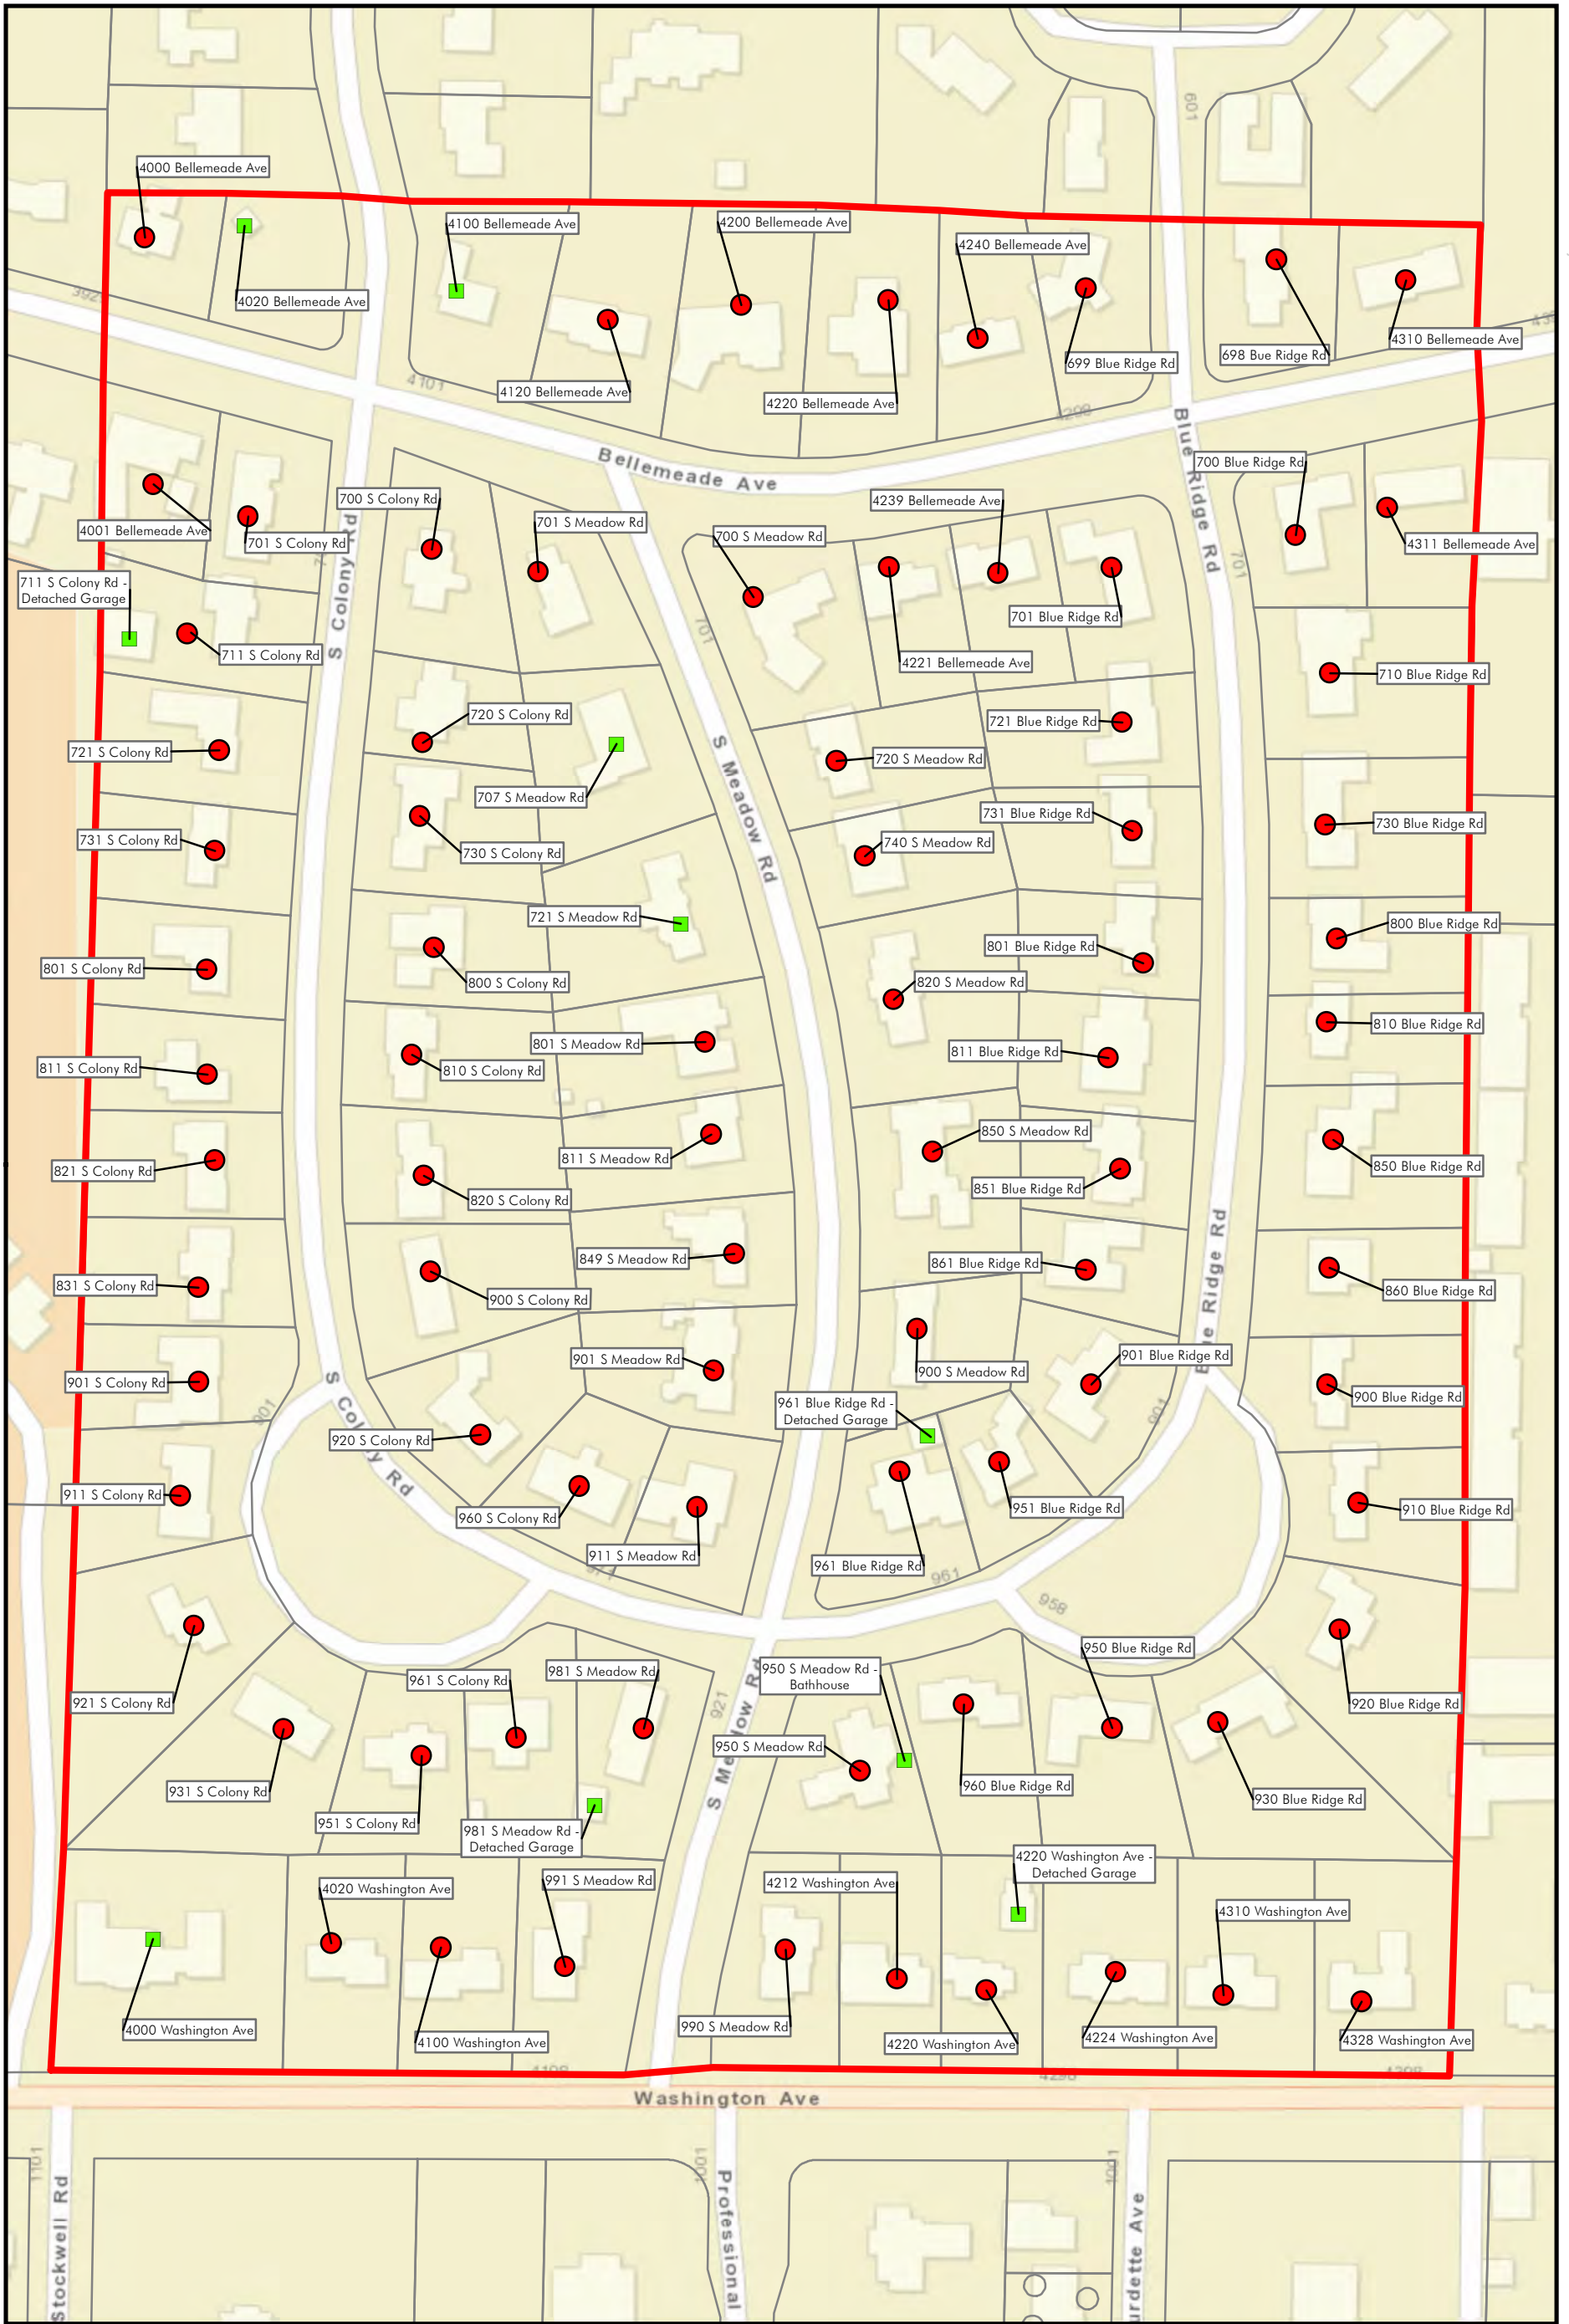 601
4000 Bellemeade Ave
4100 Bellemeade Ave
4200 Bellemeade Ave
4240 Bellemeade Ave
4020 Bellemeade Ave
4310 Bellemeade Ave
698 Bue Ridge Rd
699 Blue Ridge Rd
4101
4120 Bellemeade Ave
4220 Bellemeade Ave
Bellemeade Ave
Blue Ridge Rd
700 Blue Ridge Rd
700 S Colony Rd
4239 Bellemeade Ave
4001 Bellemeade Ave
701 S Colony Rd
701 S Meadow Rd
700 S Meadow Rd
4311 Bellemeade Ave
711 S Colony Rd -
Detached Garage
S Colony Rd
701
701
701 Blue Ridge Rd
711 S Colony Rd
4221 Bellemeade Ave
710 Blue Ridge Rd
720 S Colony Rd
721 Blue Ridge Rd
721 S Colony Rd
720 S Meadow Rd
707 S Meadow Rd
S Meadow Rd
731 Blue Ridge Rd
730 Blue Ridge Rd
731 S Colony Rd
730 S Colony Rd
740 S Meadow Rd
721 S Meadow Rd
800 Blue Ridge Rd
801 Blue Ridge Rd
801 S Colony Rd
800 S Colony Rd
820 S Meadow Rd
810 Blue Ridge Rd
801 S Meadow Rd
811 Blue Ridge Rd
811 S Colony Rd
810 S Colony Rd
850 S Meadow Rd
811 S Meadow Rd
850 Blue Ridge Rd
821 S Colony Rd
851 Blue Ridge Rd
820 S Colony Rd
849 S Meadow Rd
861 Blue Ridge Rd
831 S Colony Rd
860 Blue Ridge Rd
900 S Colony Rd
Blue Ridge Rd
901 S Meadow Rd
901 Blue Ridge Rd
900 S Meadow Rd
901 S Colony Rd
900 Blue Ridge Rd
961 Blue Ridge Rd -
Detached Garage
901
901
S Colony Rd
920 S Colony Rd
911 S Colony Rd
951 Blue Ridge Rd
910 Blue Ridge Rd
960 S Colony Rd
911 S Meadow Rd
961 Blue Ridge Rd
961
958
950 Blue Ridge Rd
981 S Meadow Rd
961 S Colony Rd
950 S Meadow Rd -
Bathhouse
921 S Colony Rd
921
920 Blue Ridge Rd
S Meadow Rd
950 S Meadow Rd
960 Blue Ridge Rd
931 S Colony Rd
930 Blue Ridge Rd
951 S Colony Rd
981 S Meadow Rd -
Detached Garage
4220 Washington Ave -
Detached Garage
991 S Meadow Rd
4212 Washington Ave
4020 Washington Ave
4310 Washington Ave
4000 Washington Ave
990 S Meadow Rd
4100 Washington Ave
4220 Washington Ave
4224 Washington Ave
4328 Washington Ave
Washington Ave
1101
1001
1001
Stockwell Rd
Professional